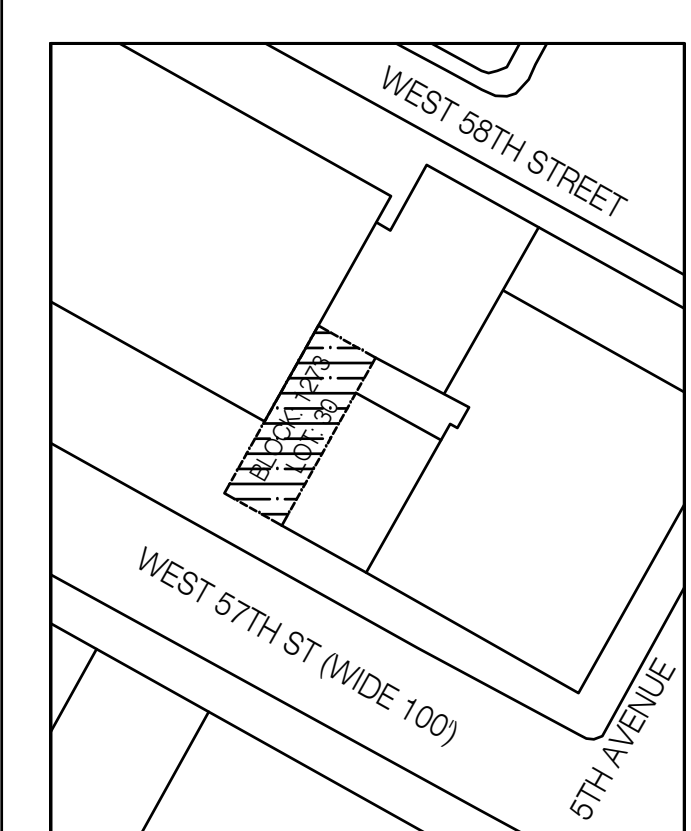 WEST 58TH STREET
BLOCK: 1273
LOT: 30
WEST 57TH ST (WIDE 100')
5TH AVENUE